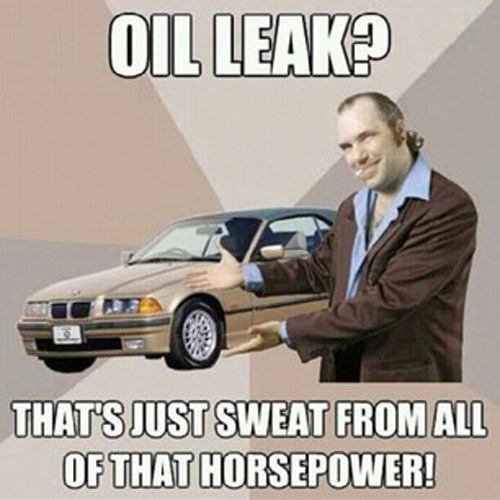 OIL LEAK?
THAT'S JUST SWEAT FROM ALL
OF THAT HORSEPOWER!